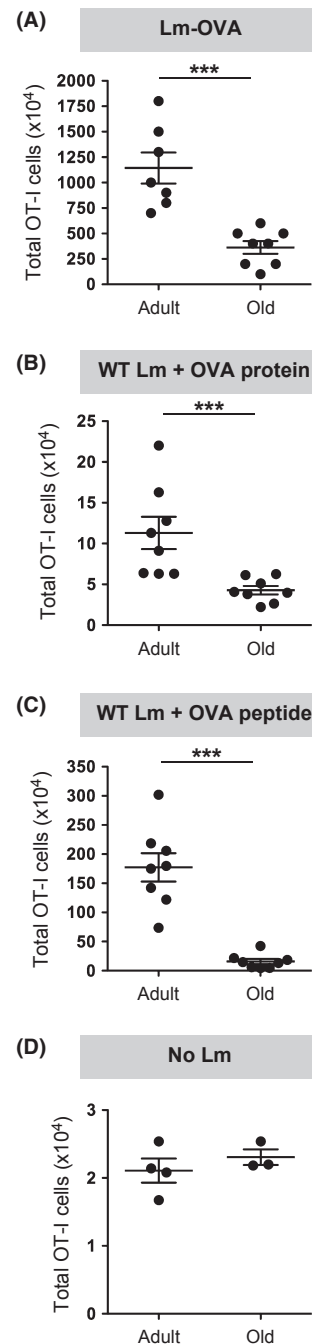 (A)
Lm-OVA
***
Total OT-I cells (x10⁴)
2000
1750
1500
1250
1000
750
500
250
0
Adult Old
(B)
WT Lm + OVA protein
***
Total OT-I cells (x10⁴)
25
20
15
10
5
0
Adult Old
(C)
WT Lm + OVA peptide
***
Total OT-I cells (x10⁴)
350
300
250
200
150
100
50
0
Adult Old
(D)
No Lm
Total OT-I cells (x10⁴)
3
2
1
0
Adult Old